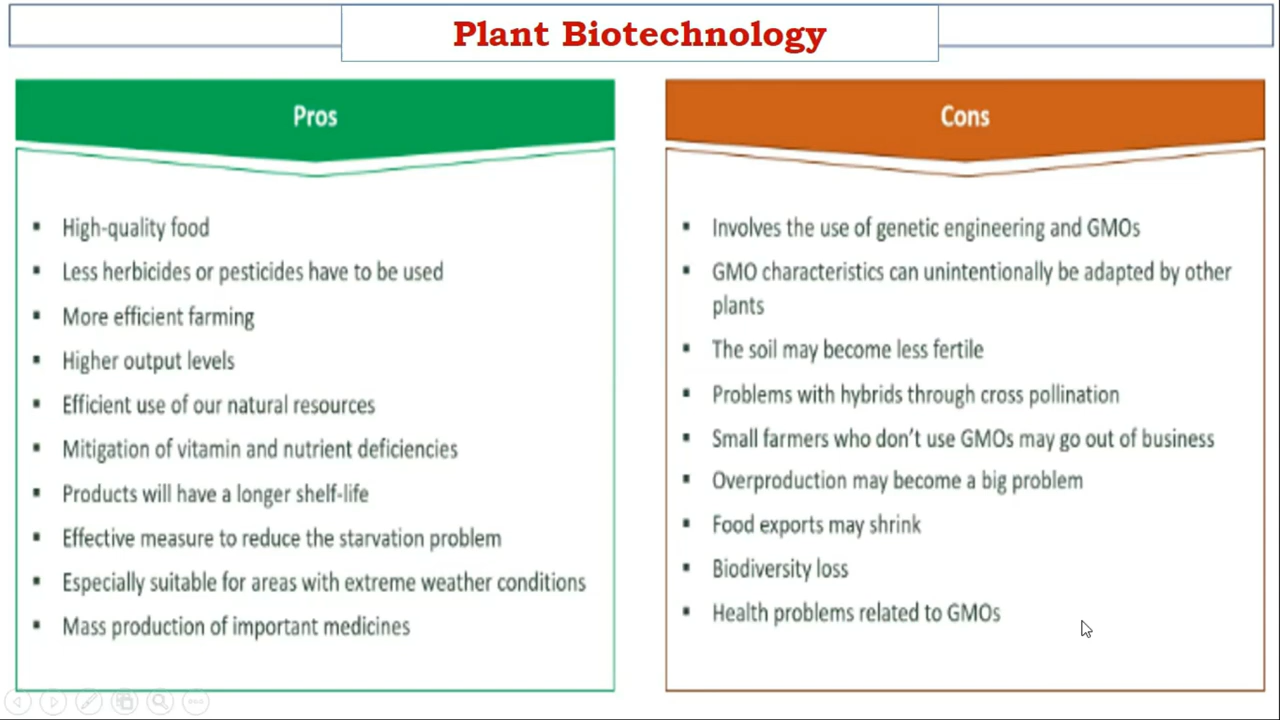 Plant Biotechnology
Pros
High-quality food
Less herbicides or pesticides have to be used
More efficient farming
Higher output levels
Efficient use of our natural resources
Mitigation of vitamin and nutrient deficiencies
Products will have a longer shelf-life
Effective measure to reduce the starvation problem
Especially suitable for areas with extreme weather conditions
Mass production of important medicines
Cons
Involves the use of genetic engineering and GMOs
GMO characteristics can unintentionally be adapted by other
plants
The soil may become less fertile
Problems with hybrids through cross pollination
Small farmers who don't use GMOs may go out of business
Overproduction may become a big problem
Food exports may shrink
Biodiversity loss
Health problems related to GMOs